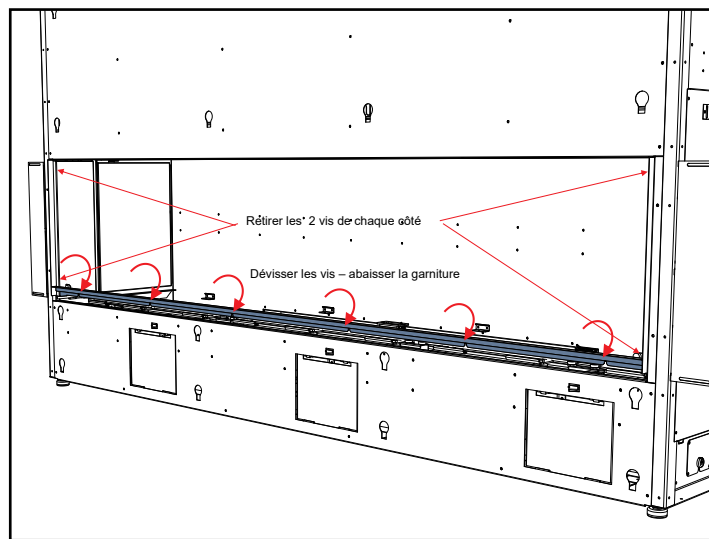 Retirer les 2 vis de chaque côté
Dévisser les vis – abaisser la garniture